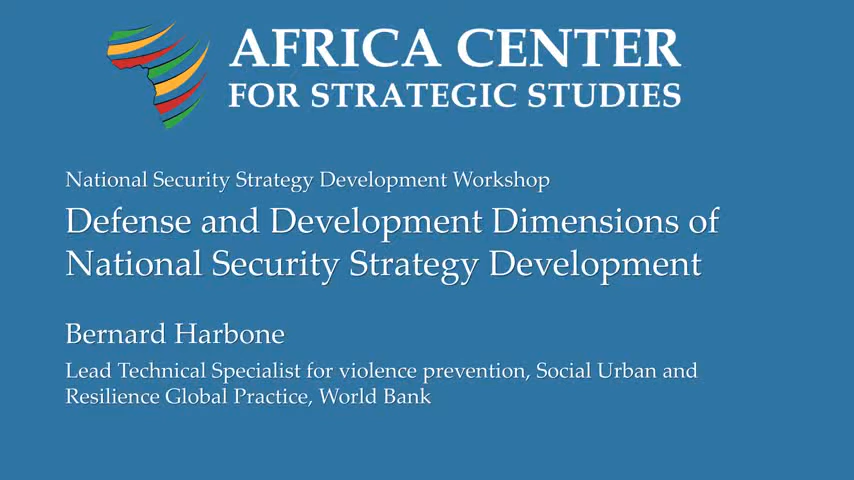 AFRICA CENTER
FOR STRATEGIC STUDIES
National Security Strategy Development Workshop
Defense and Development Dimensions of
National Security Strategy Development
Bernard Harbone
Lead Technical Specialist for violence prevention, Social Urban and
Resilience Global Practice, World Bank